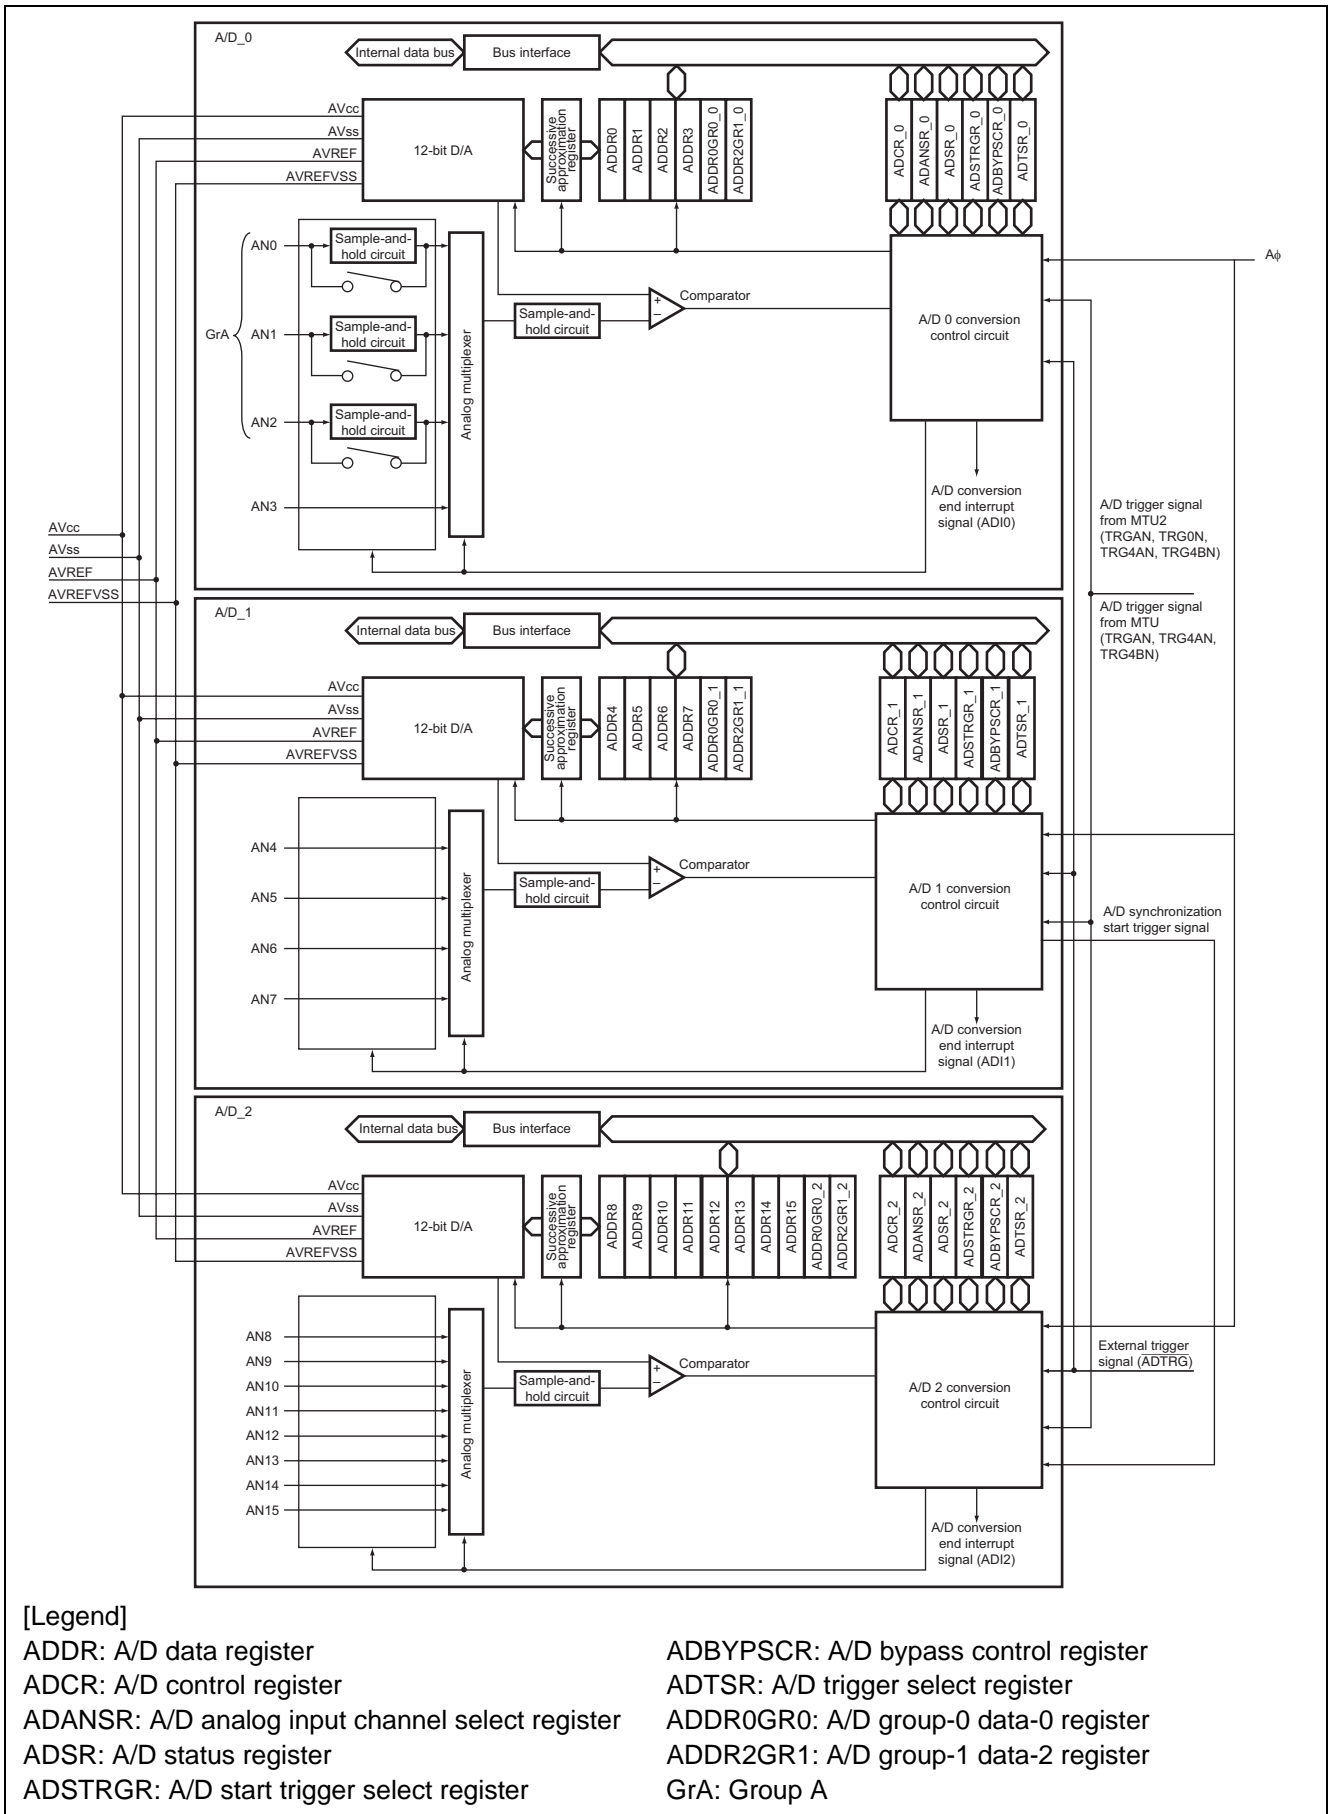 A/D_0
Internal data bus
Bus interface
AVcc
AVss
AVREF
AVREFVSS
12-bit D/A
Successive
approximation
register
ADDR0
ADDR1
ADDR2
ADDR3
ADDR0GR0_0
ADDR2GR1_0
ADCR_0
ADANSR_0
ADSR_0
ADSTRGR_0
ADBYPSCR_0
ADTSR_0
GrA
AN0
Sample-and-
hold circuit
AN1
Sample-and-
hold circuit
AN2
Sample-and-
hold circuit
AN3
Analog multiplexer
Sample-and-
hold circuit
+
−
Comparator
A/D 0 conversion
control circuit
Aϕ
A/D conversion
end interrupt
signal (ADI0)
A/D trigger signal
from MTU2
(TRGAN, TRG0N,
TRG4AN, TRG4BN)
A/D trigger signal
from MTU
(TRGAN, TRG4AN,
TRG4BN)
AVcc
AVss
AVREF
AVREFVSS
A/D_1
Internal data bus
Bus interface
AVcc
AVss
AVREF
AVREFVSS
12-bit D/A
Successive
approximation
register
ADDR4
ADDR5
ADDR6
ADDR7
ADDR0GR0_1
ADDR2GR1_1
ADCR_1
ADANSR_1
ADSR_1
ADSTRGR_1
ADBYPSCR_1
ADTSR_1
AN4
AN5
AN6
AN7
Analog multiplexer
Sample-and-
hold circuit
+
−
Comparator
A/D 1 conversion
control circuit
A/D synchronization
start trigger signal
A/D conversion
end interrupt
signal (ADI1)
A/D_2
Internal data bus
Bus interface
AVcc
AVss
AVREF
AVREFVSS
12-bit D/A
Successive
approximation
register
ADDR8
ADDR9
ADDR10
ADDR11
ADDR12
ADDR13
ADDR14
ADDR15
ADDR0GR0_2
ADDR2GR1_2
ADCR_2
ADANSR_2
ADSR_2
ADSTRGR_2
ADBYPSCR_2
ADTSR_2
AN8
AN9
AN10
AN11
AN12
AN13
AN14
AN15
Analog multiplexer
Sample-and-
hold circuit
+
−
Comparator
A/D 2 conversion
control circuit
External trigger
signal (ADTRG)
A/D conversion
end interrupt
signal (ADI2)
[Legend]
ADDR: A/D data register
ADCR: A/D control register
ADANSR: A/D analog input channel select register
ADSR: A/D status register
ADSTRGR: A/D start trigger select register
ADBYPSCR: A/D bypass control register
ADTSR: A/D trigger select register
ADDR0GR0: A/D group-0 data-0 register
ADDR2GR1: A/D group-1 data-2 register
GrA: Group A